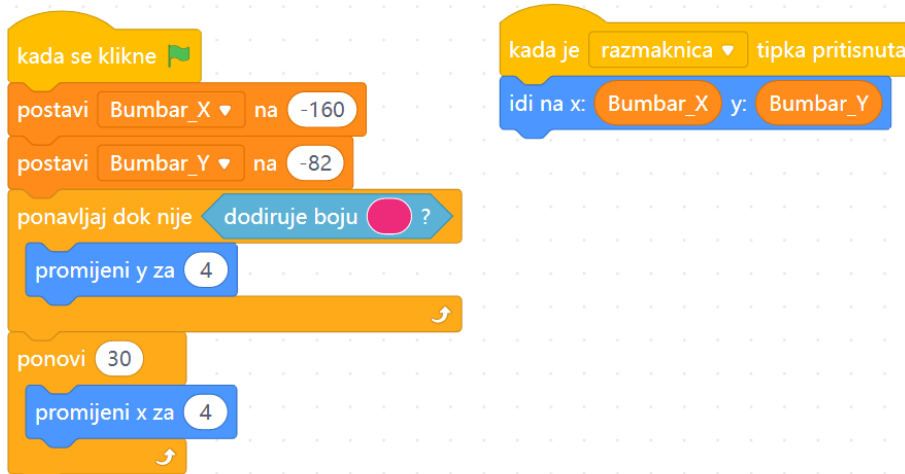 kada se klikne
postavi Bumbar_X na -160
postavi Bumbar_Y na -82
ponavljaj dok nije dodiruje boju ?
promijeni y za 4
ponovi 30
promijeni x za 4
kada je razmaknica tipka pritisnuta
idi na x: Bumbar_X y: Bumbar_Y